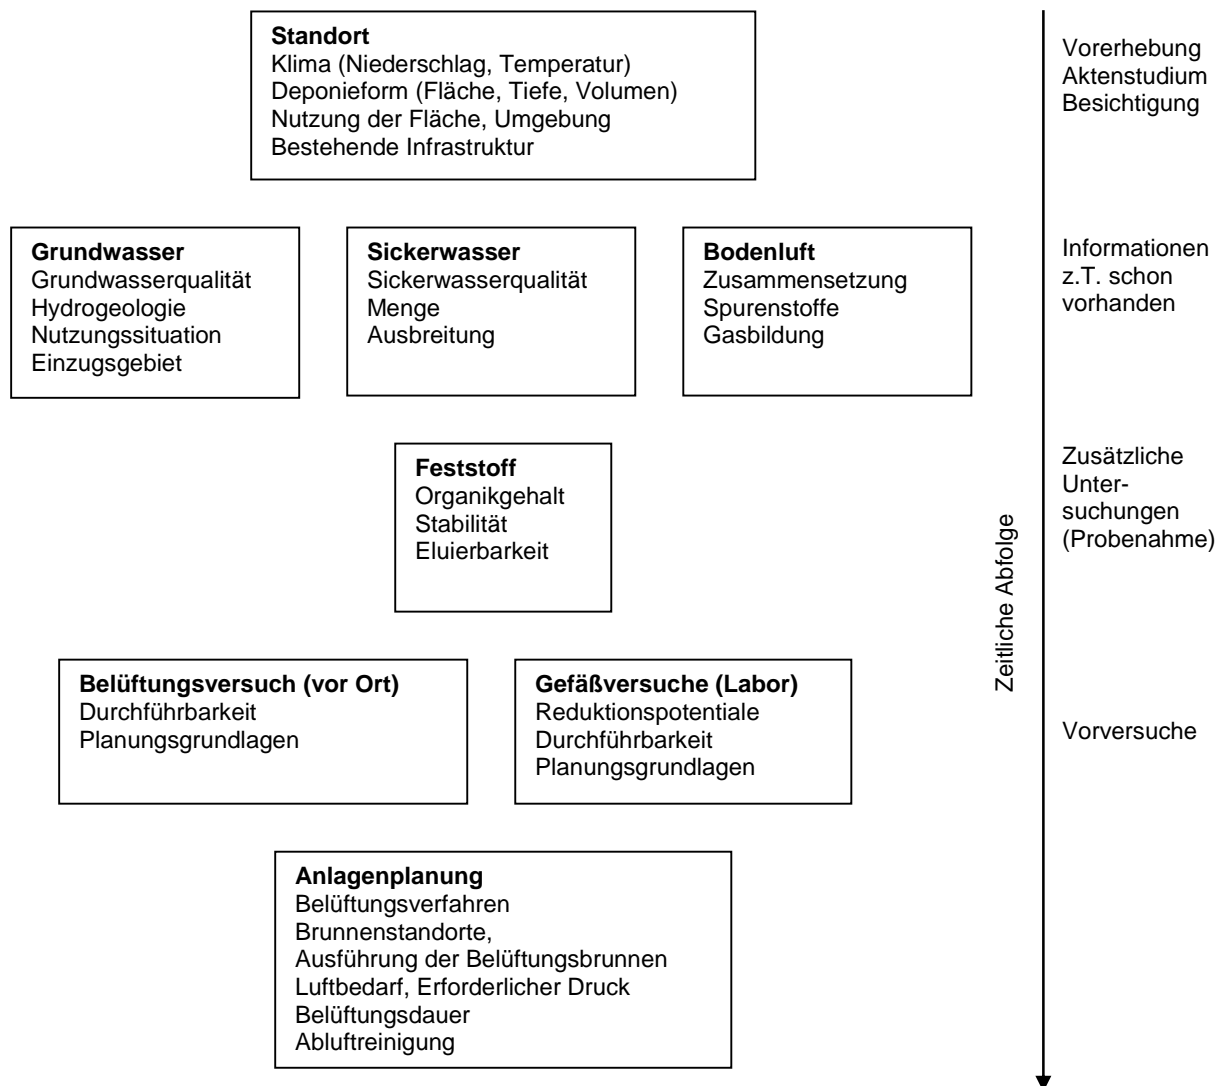 Standort
Klima (Niederschlag, Temperatur)
Deponieform (Fläche, Tiefe, Volumen)
Nutzung der Fläche, Umgebung
Bestehende Infrastruktur
Vorerhebung
Aktenstudium
Besichtigung
Grundwasser
Grundwasserqualität
Hydrogeologie
Nutzungssituation
Einzugsgebiet
Sickerwasser
Sickerwasserqualität
Menge
Ausbreitung
Bodenluft
Zusammensetzung
Spurenstoffe
Gasbildung
Informationen
z.T. schon
vorhanden
Feststoff
Organikgehalt
Stabilität
Eluierbarkeit
Zusätzliche
Unter-
suchungen
(Probenahme)
Zeitliche Abfolge
Belüftungsversuch (vor Ort)
Durchführbarkeit
Planungsgrundlagen
Gefäßversuche (Labor)
Reduktionspotentiale
Durchführbarkeit
Planungsgrundlagen
Vorversuche
Anlagenplanung
Belüftungsverfahren
Brunnenstandorte,
Ausführung der Belüftungsbrunnen
Luftbedarf, Erforderlicher Druck
Belüftungsdauer
Abluftreinigung